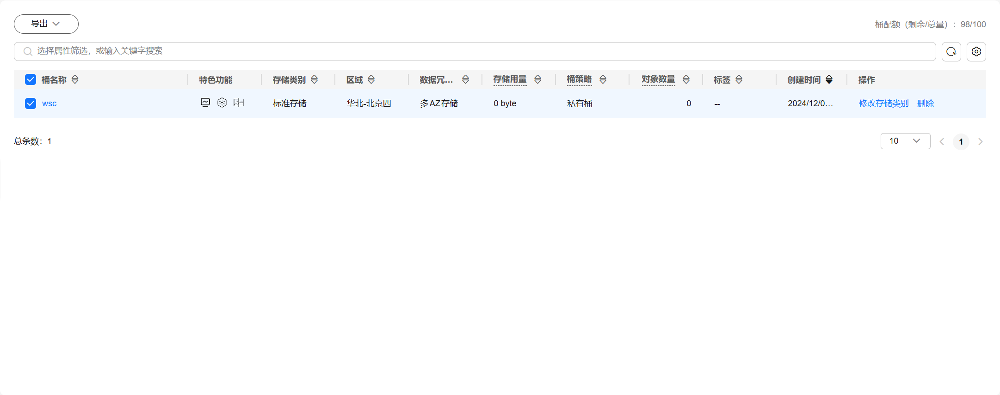 导出
桶配额（剩余/总量）：98/100
选择属性筛选，或输入关键字搜索
桶名称 特色功能 存储类别 区域 数据冗... 存储用量 桶策略 对象数量 标签 创建时间 操作
wsc 标准存储 华北-北京四 多AZ存储 0 byte 私有桶 0 -- 2024/12/0... 修改存储类别 删除
总条数：1
10 1